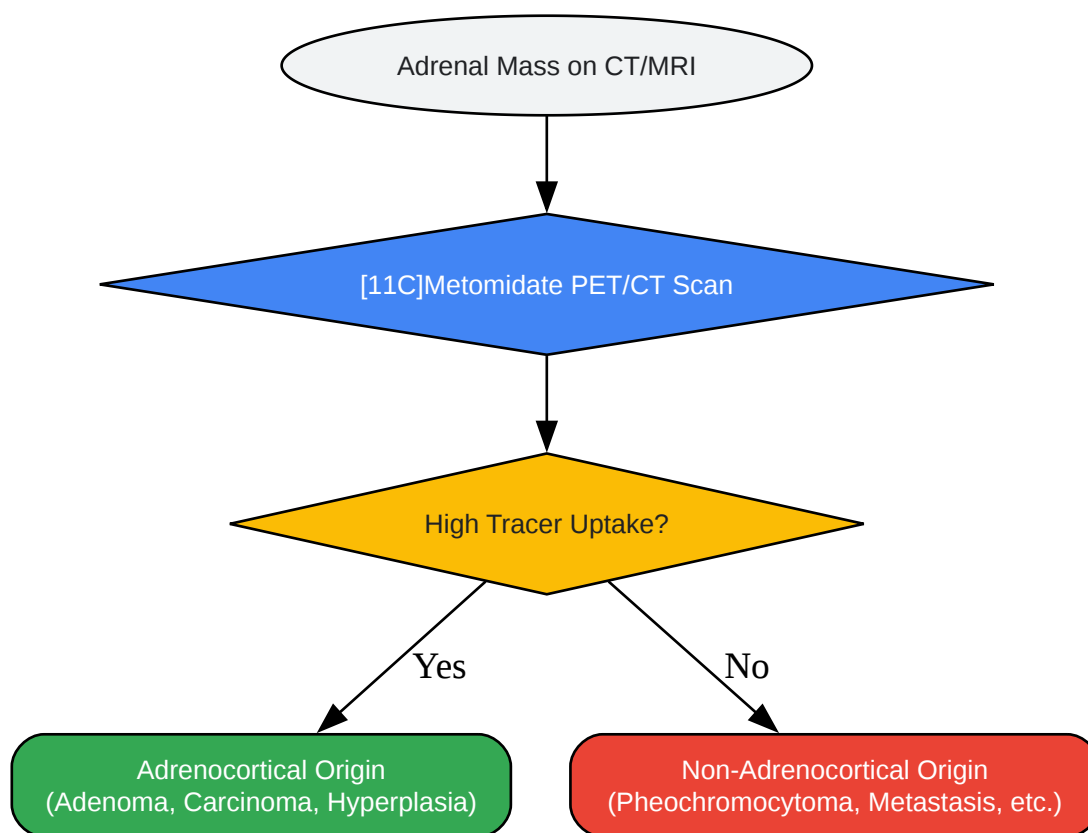 Adrenal Mass on CT/MRI
[11C]Metomidate PET/CT Scan
High Tracer Uptake?
Yes
No
Adrenocortical Origin
(Adenoma, Carcinoma, Hyperplasia)
Non-Adrenocortical Origin
(Pheochromocytoma, Metastasis, etc.)